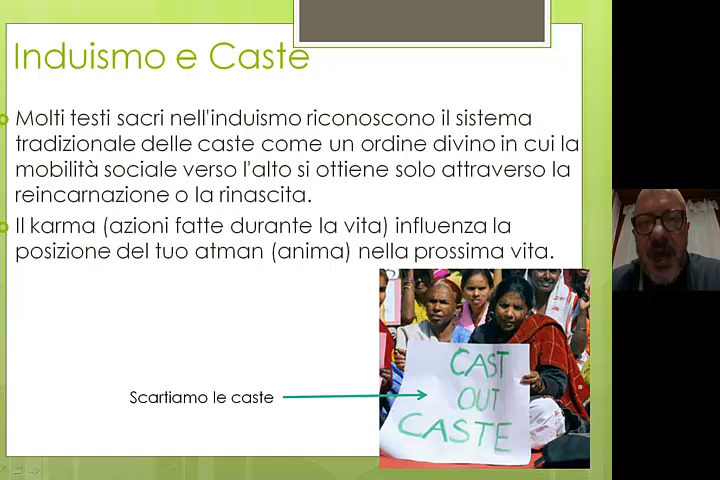 Induismo e Caste
Molti testi sacri nell'induismo riconoscono il sistema
tradizionale delle caste come un ordine divino in cui la
mobilità sociale verso l'alto si ottiene solo attraverso la
reincarnazione o la rinascita.
Il karma (azioni fatte durante la vita) influenza la
posizione del tuo atman (anima) nella prossima vita.
Scartiamo le caste
CAST
OUT
CASTE